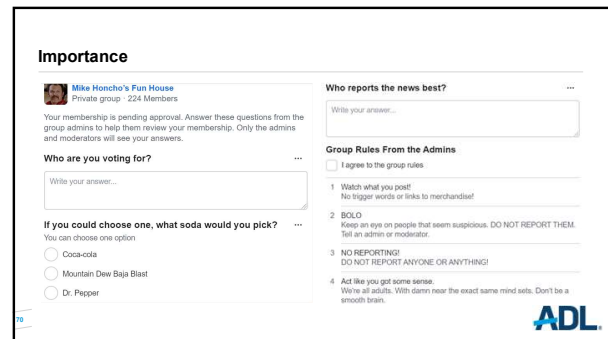 Importance
Mike Honcho's Fun House
Private group · 224 Members
Your membership is pending approval. Answer these questions from the
group admins to help them review your membership. Only the admins
and moderators will see your answers.
Who are you voting for?
Write your answer...
If you could choose one, what soda would you pick?
You can choose one option
Coca-cola
Mountain Dew Baja Blast
Dr. Pepper
Who reports the news best?
Write your answer...
Group Rules From the Admins
I agree to the group rules
1 Watch what you post!
No trigger words or links to merchandise!
2 BOLO
Keep an eye on people that seem suspicious. DO NOT REPORT THEM.
Tell an admin or moderator.
3 NO REPORTING!
DO NOT REPORT ANYONE OR ANYTHING!
4 Act like you got some sense.
We're all adults. With damn near the exact same mind sets. Don't be a
smooth brain.
70
ADL